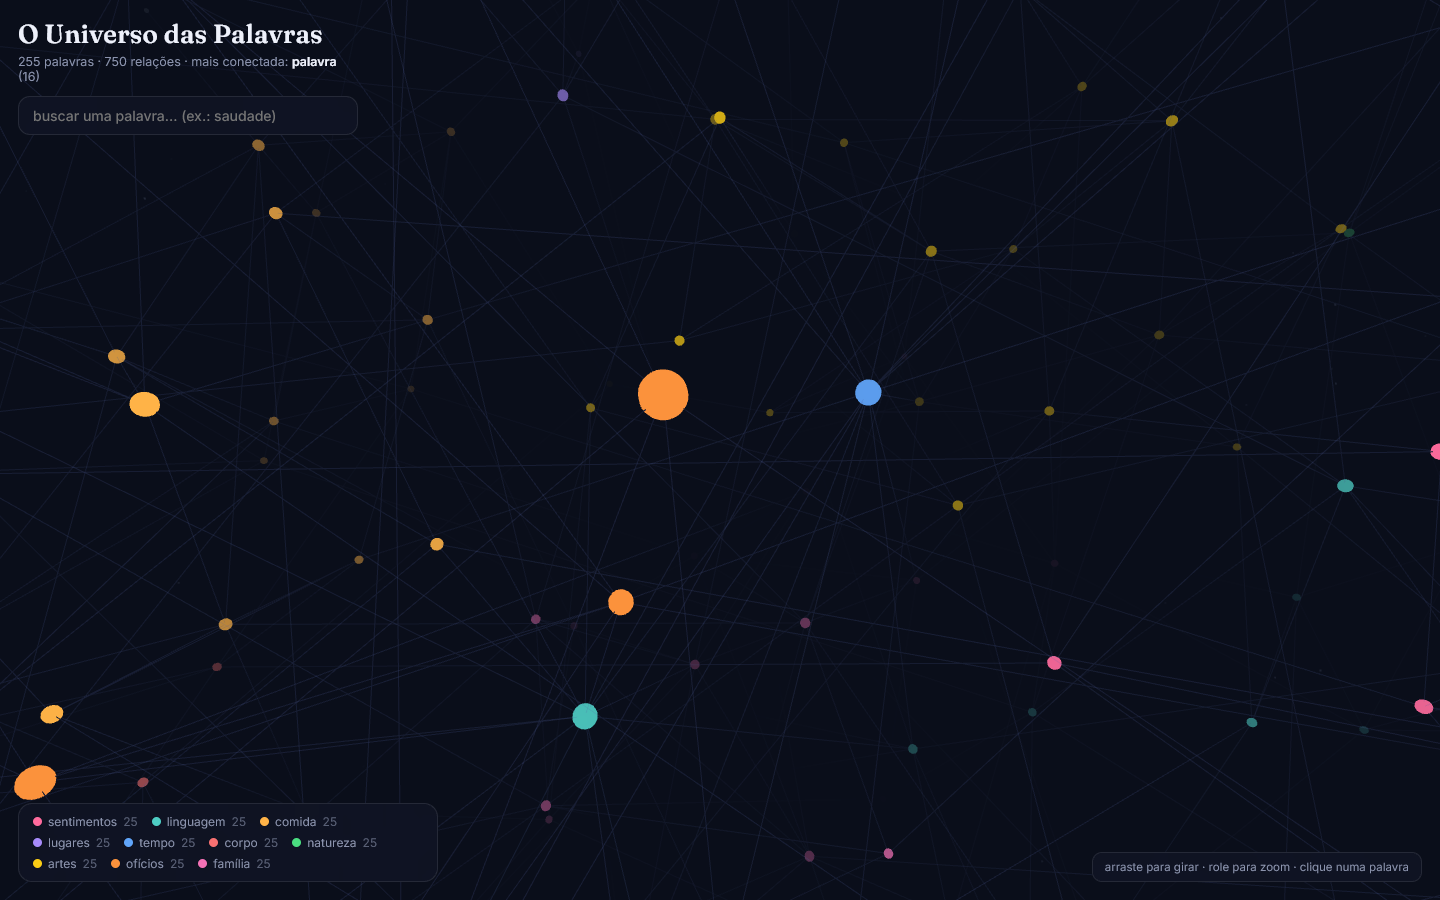 O Universo das Palavras
255 palavras · 750 relações · mais conectada: palavra
(16)
buscar uma palavra... (ex.: saudade)
sentimentos 25 linguagem 25 comida 25
lugares 25 tempo 25 corpo 25 natureza 25
artes 25 ofícios 25 família 25
arraste para girar · role para zoom · clique numa palavra